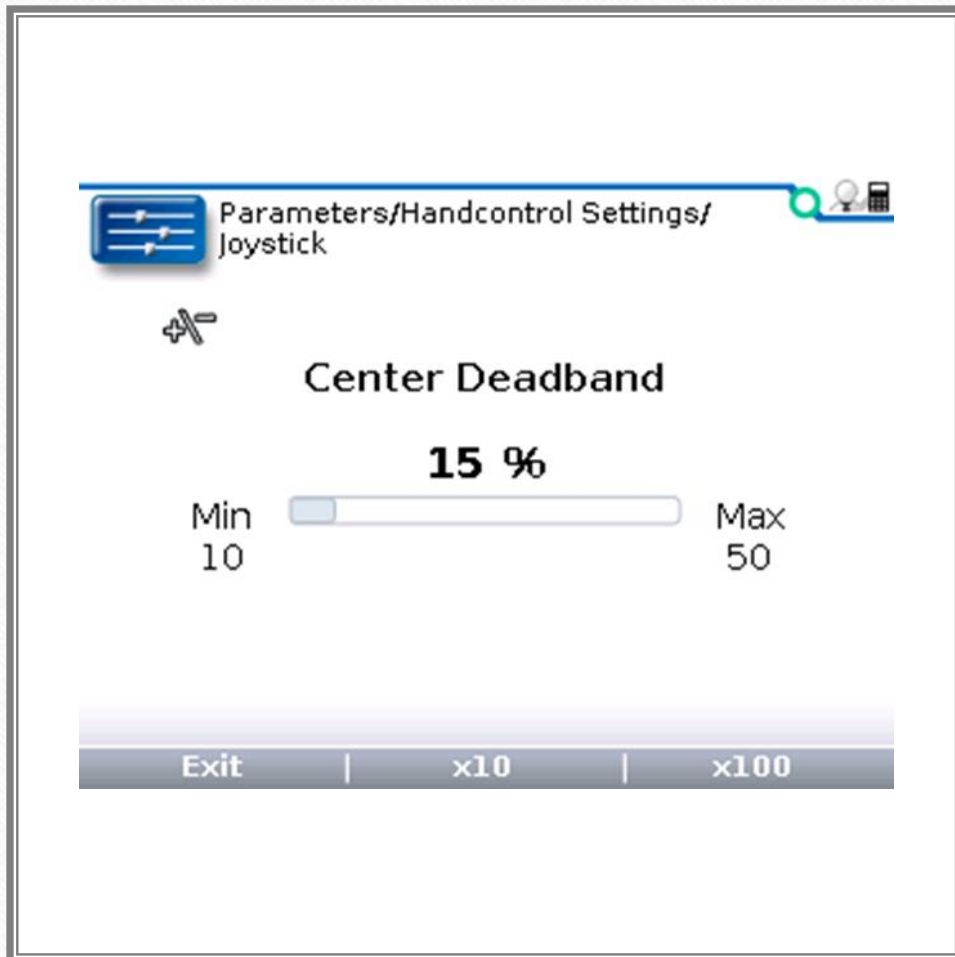 Parameters/Handcontrol Settings/
Joystick
Center Deadband
15 %
Min
10
Max
50
Exit | x10 | x100